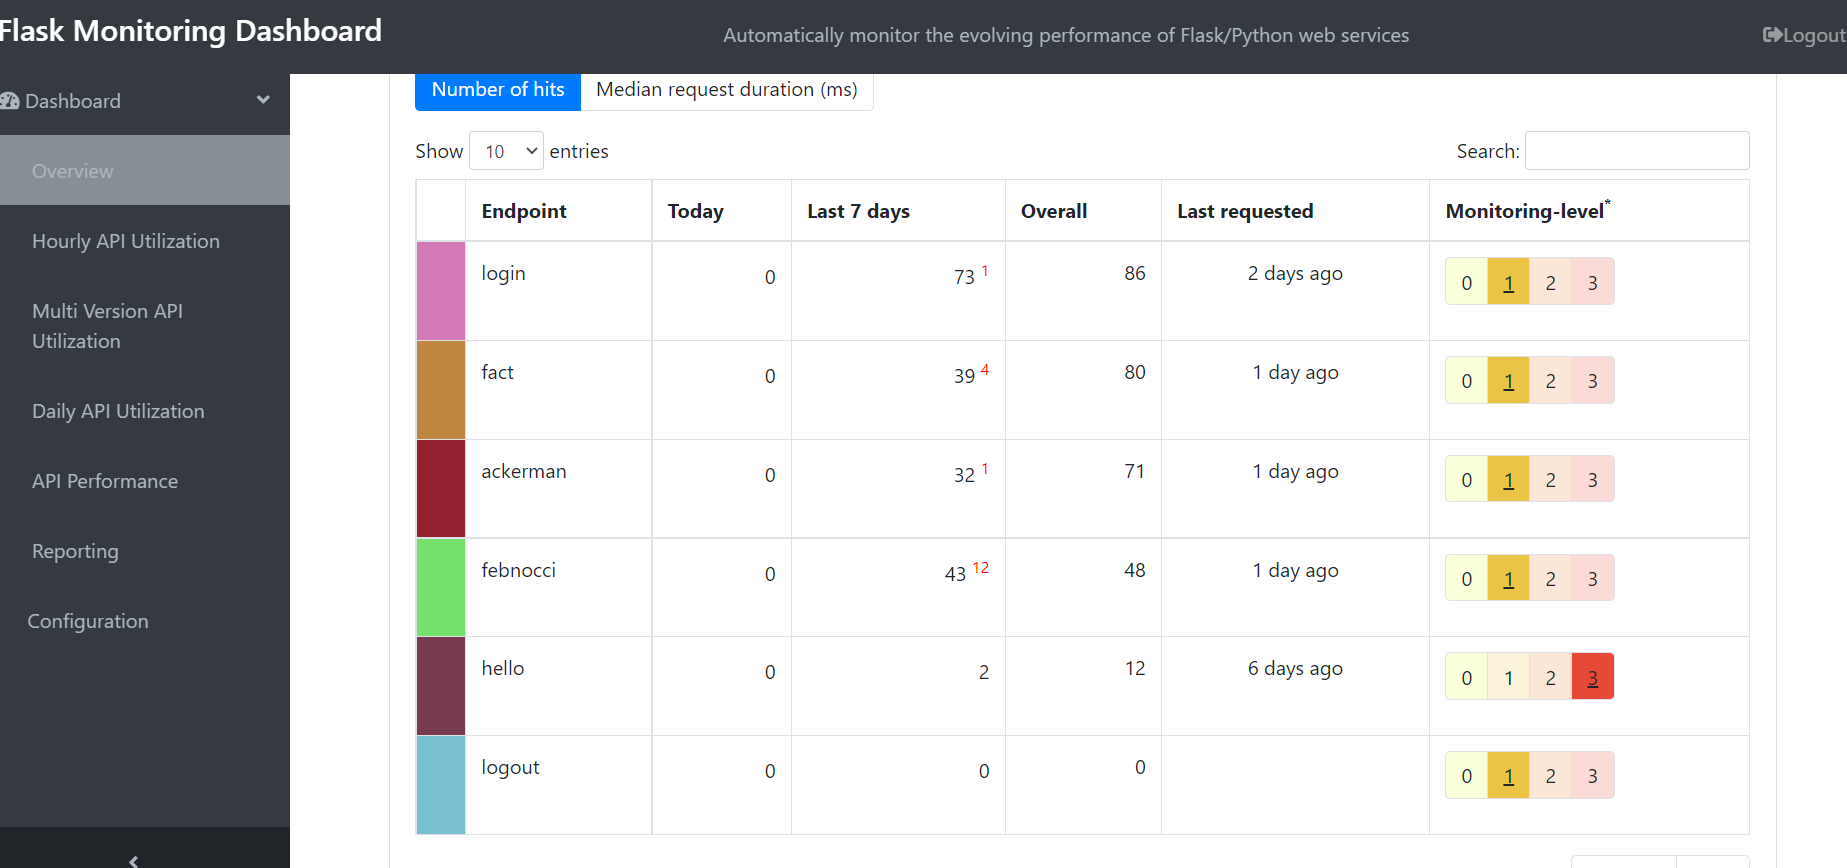 Flask Monitoring Dashboard
Automatically monitor the evolving performance of Flask/Python web services
Logout
Dashboard
Overview
Hourly API Utilization
Multi Version API
Utilization
Daily API Utilization
API Performance
Reporting
Configuration
Number of hits Median request duration (ms)
Show 10 entries Search:
Endpoint Today Last 7 days Overall Last requested Monitoring-level*
login 0 73 1 86 2 days ago 0 1 2 3
fact 0 39 4 80 1 day ago 0 1 2 3
ackerman 0 32 1 71 1 day ago 0 1 2 3
febnocci 0 43 12 48 1 day ago 0 1 2 3
hello 0 2 12 6 days ago 0 1 2 3
logout 0 0 0 0 1 2 3